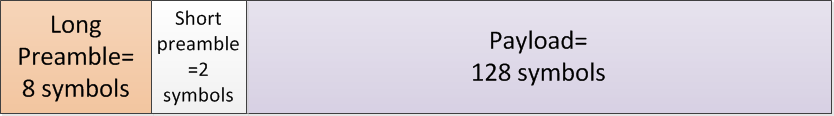 Long
Preamble=
8 symbols
Short
preamble
=2
symbols
Payload=
128 symbols